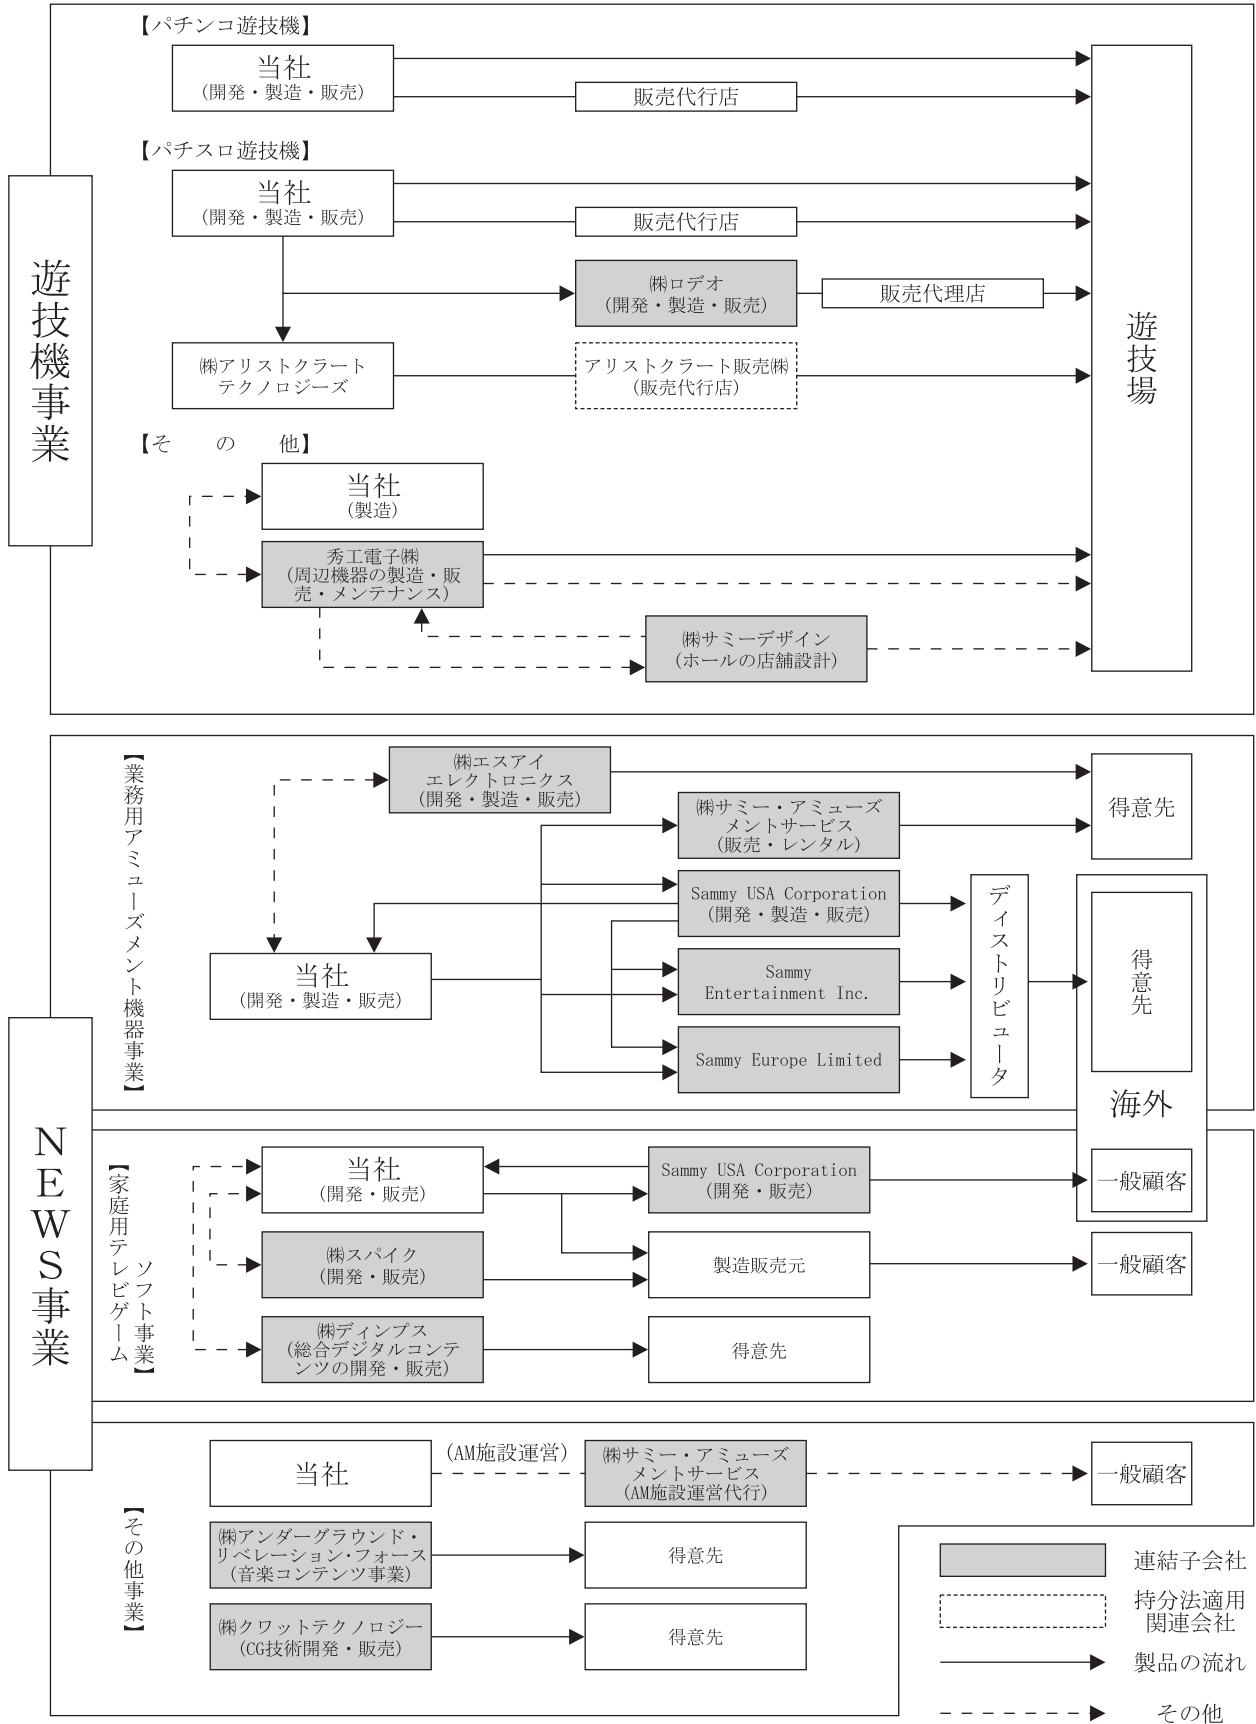 遊技機事業
【パチンコ遊技機】
当社
(開発・製造・販売)
販売代行店
【パチスロ遊技機】
当社
(開発・製造・販売)
販売代行店
㈱ロデオ
(開発・製造・販売)
販売代理店
㈱アリストクラート
テクノロジーズ
アリストクラート販売㈱
(販売代行店)
遊技場
【その他】
当社
(製造)
秀工電子㈱
(周辺機器の製造・販
売・メンテナンス)
㈱サミーデザイン
(ホールの店舗設計)
NEWS事業
【業務用アミューズメント機器事業】
㈱エスアイ
エレクトロニクス
(開発・製造・販売)
㈱サミー・アミューズ
メントサービス
(販売・レンタル)
得意先
Sammy USA Corporation
(開発・製造・販売)
当社
(開発・製造・販売)
Sammy
Entertainment Inc.
Sammy Europe Limited
ディストリビュータ
得意先
海外
【家庭用テレビゲーム
ソフト事業】
当社
(開発・販売)
Sammy USA Corporation
(開発・販売)
一般顧客
㈱スパイク
(開発・販売)
製造販売元
一般顧客
㈱ディンプス
(総合デジタルコンテ
ンツの開発・販売)
得意先
【その他事業】
当社
(AM施設運営)
㈱サミー・アミューズ
メントサービス
(AM施設運営代行)
一般顧客
㈱アンダーグラウンド・
リベレーション・フォース
(音楽コンテンツ事業)
得意先
㈱クワットテクノロジー
(CG技術開発・販売)
得意先
連結子会社
持分法適用
関連会社
製品の流れ
その他